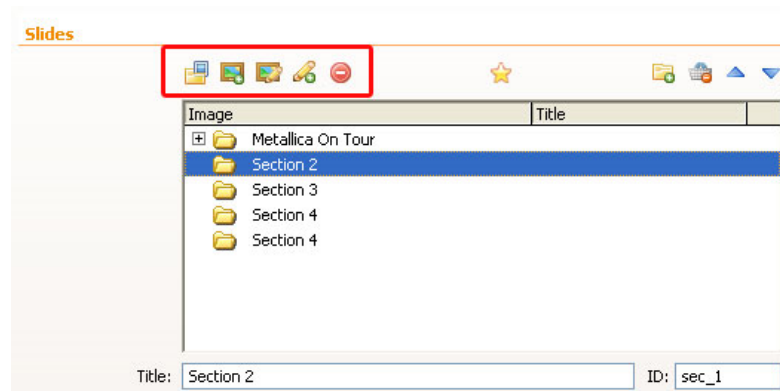 Slides
Image Title
Metallica On Tour
Section 2
Section 3
Section 4
Section 4
Title: Section 2 ID: sec_1